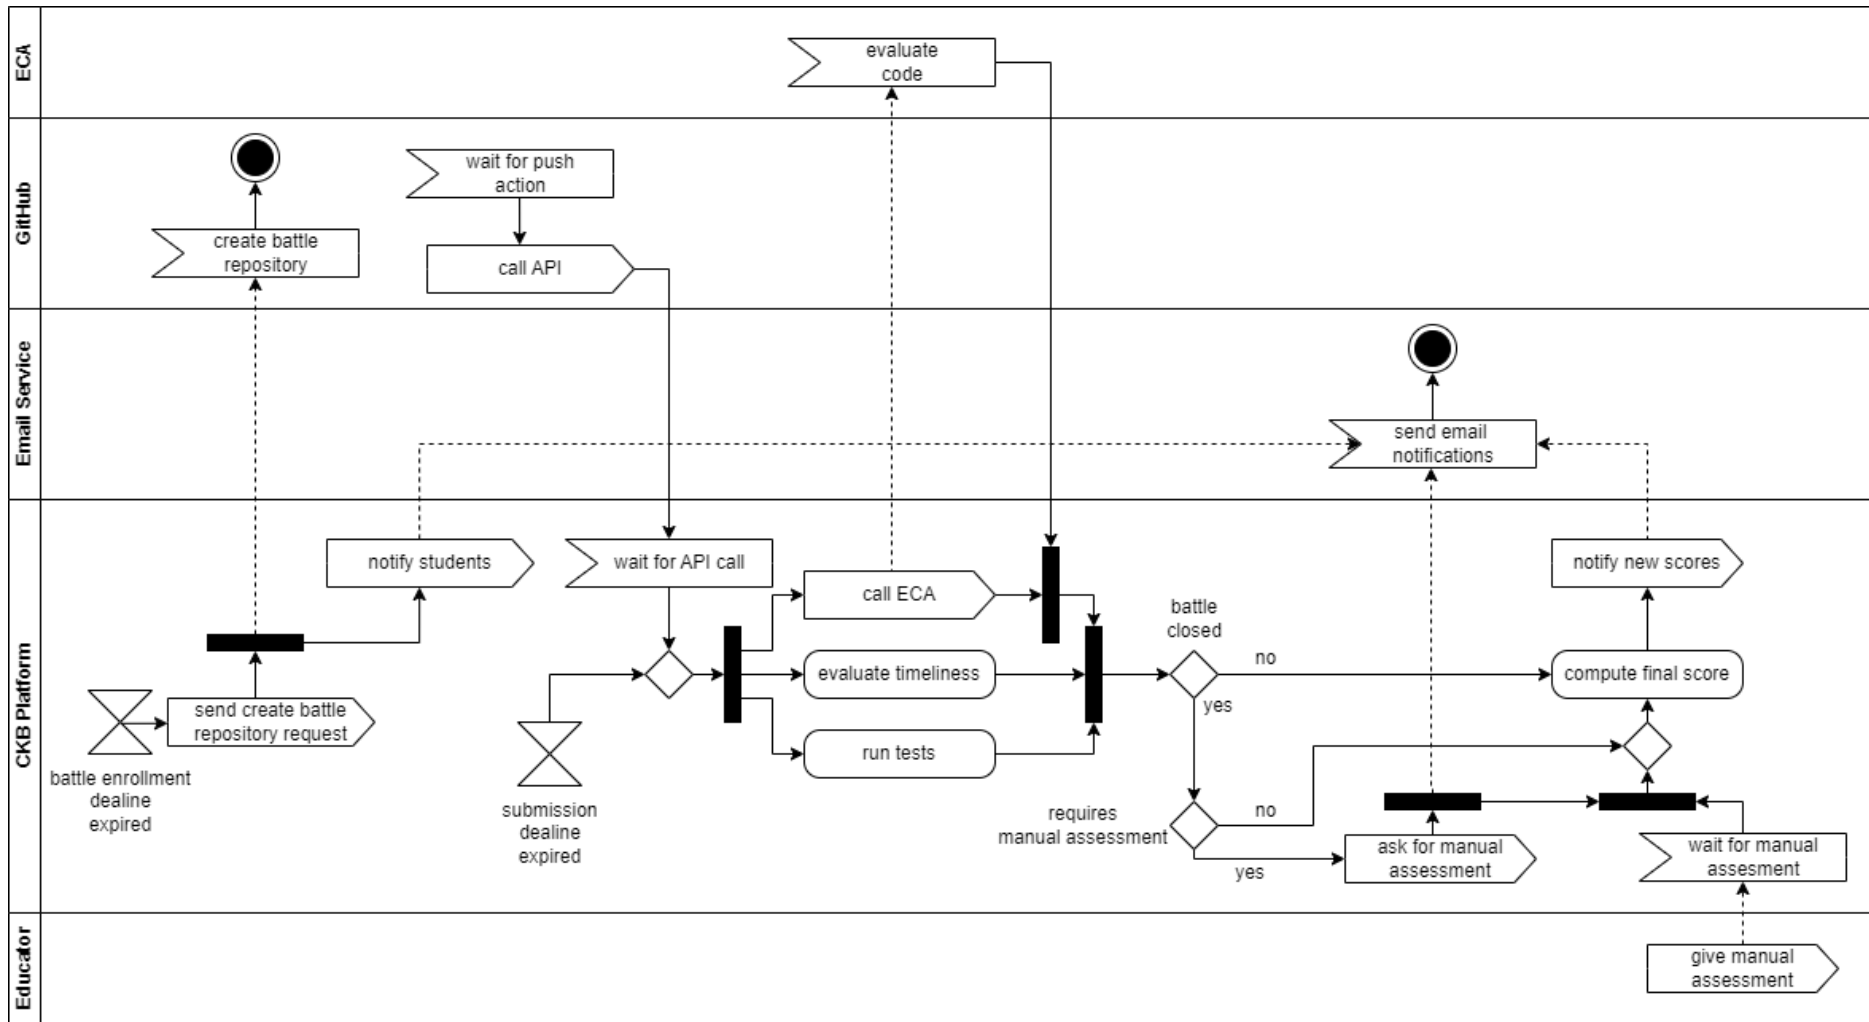 ECA
evaluate
code
GitHub
wait for push
action
create battle
repository
call API
Email Service
send email
notifications
CKB Platform
notify students
wait for API call
call ECA
battle
closed
notify new scores
no
evaluate timeliness
compute final score
yes
send create battle
repository request
run tests
battle enrollment
dealine
expired
submission
dealine
expired
requires
manual assessment
no
yes
ask for manual
assessment
wait for manual
assesment
Educator
give manual
assessment